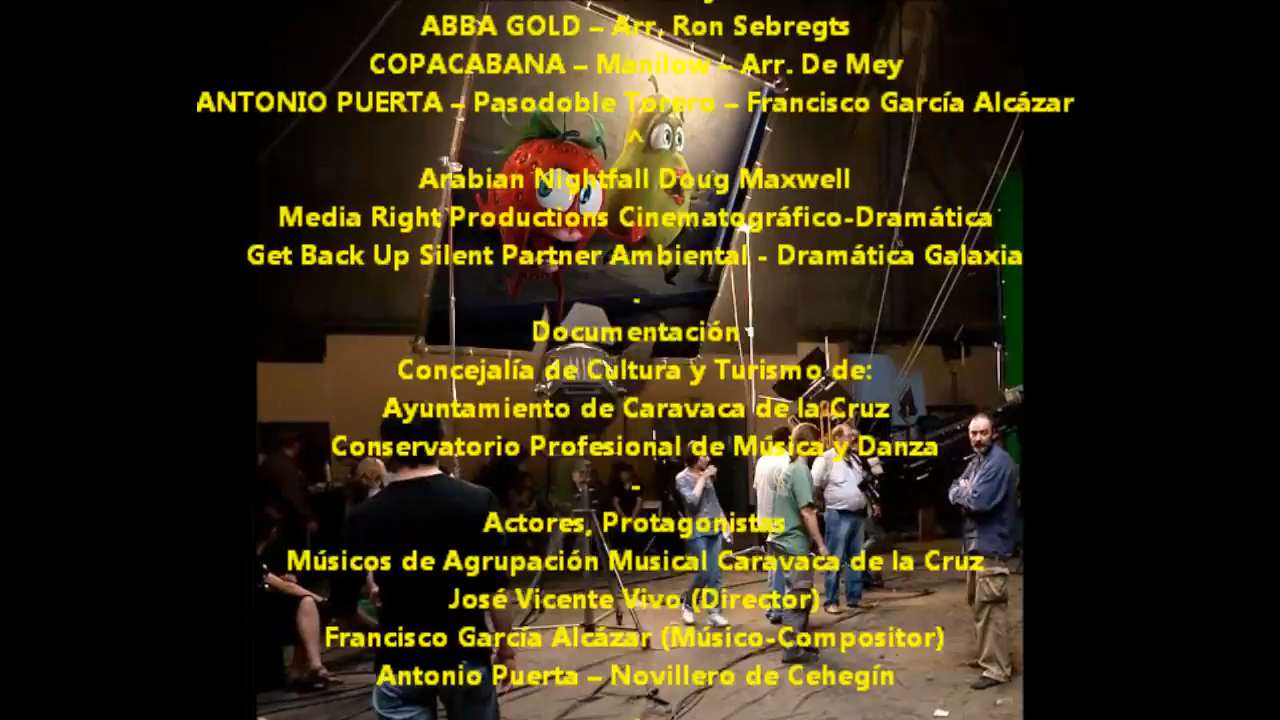 ABBA GOLD – Arr. Ron Sebregts
COPACABANA – Manilow – Arr. De Mey
ANTONIO PUERTA – Pasodoble Torero – Francisco García Alcázar
^
Arabian Nightfall Doug Maxwell
Media Right Productions Cinematográfico-Dramática
Get Back Up Silent Partner Ambiental - Dramática Galaxia
-
Documentación
Concejalía de Cultura y Turismo de:
Ayuntamiento de Caravaca de la Cruz
Conservatorio Profesional de Música y Danza
-
Actores, Protagonistas
Músicos de Agrupación Musical Caravaca de la Cruz
José Vicente Vivo (Director)
Francisco García Alcázar (Músico-Compositor)
Antonio Puerta – Novillero de Cehegín